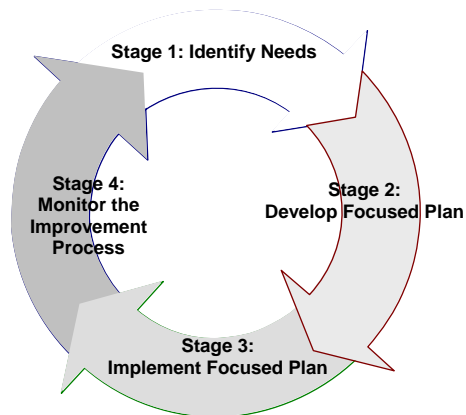 Stage 1: Identify Needs
Stage 2:
Develop Focused Plan
Stage 3:
Implement Focused Plan
Stage 4:
Monitor the
Improvement
Process